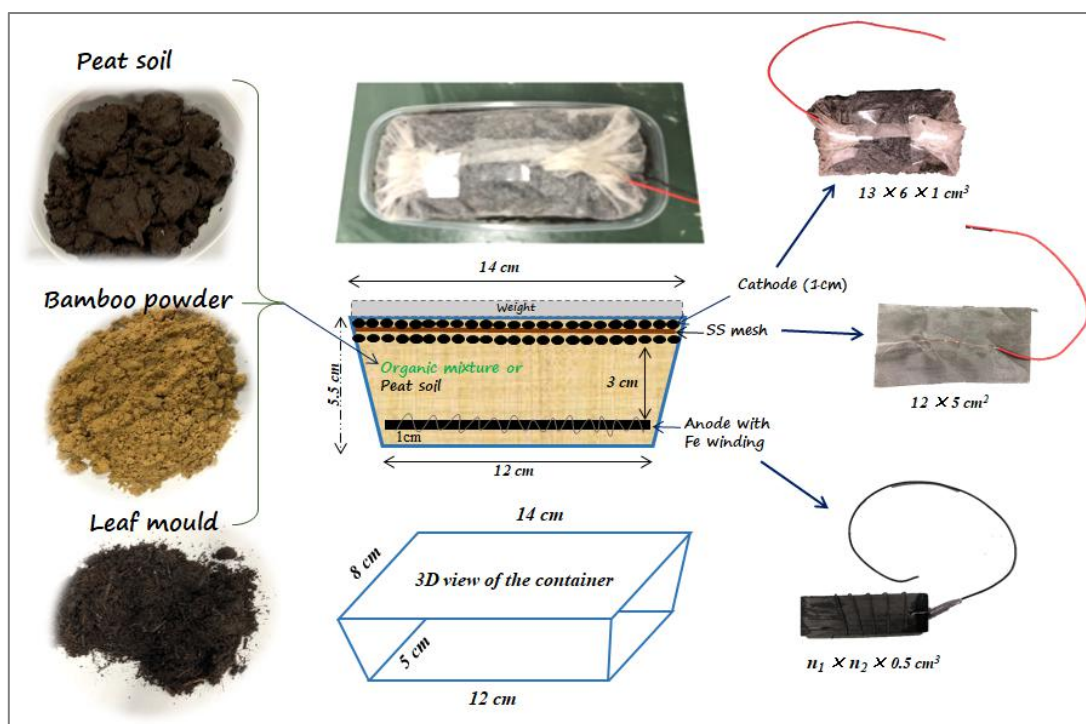 Peat soil
Bamboo powder
Leaf mould
14 cm
Weight
5.5 cm
Organic mixture or
Peat soil
3 cm
1cm
12 cm
Cathode (1cm)
SS mesh
Anode with
Fe winding
13 × 6 × 1 cm³
12 × 5 cm²
n₁ × n₂ × 0.5 cm³
14 cm
8 cm
3D view of the container
5 cm
12 cm